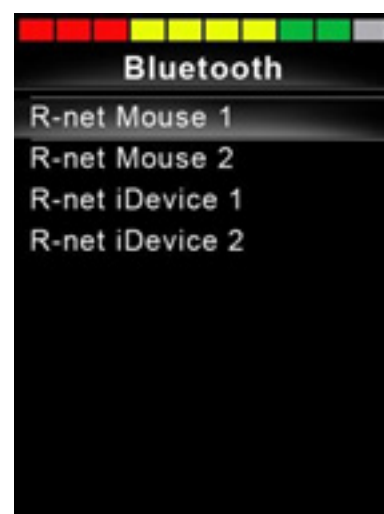 Bluetooth
R-net Mouse 1
R-net Mouse 2
R-net iDevice 1
R-net iDevice 2